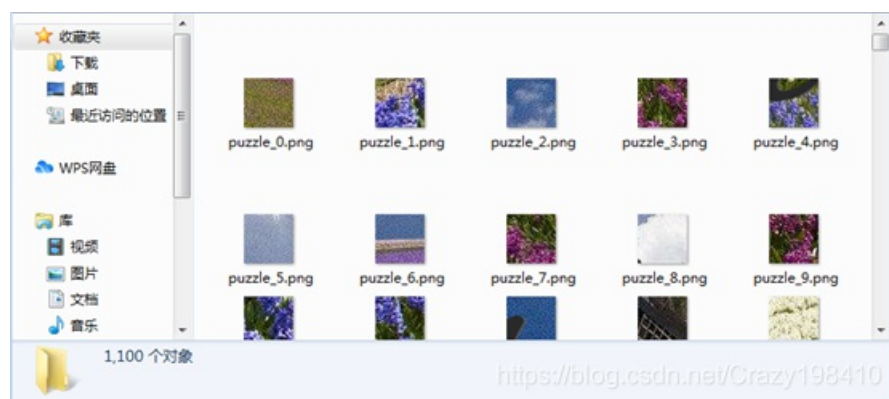 收藏夹
下载
桌面
最近访问的位置
WPS网盘
库
视频
图片
文档
音乐
puzzle_0.png
puzzle_1.png
puzzle_2.png
puzzle_3.png
puzzle_4.png
puzzle_5.png
puzzle_6.png
puzzle_7.png
puzzle_8.png
puzzle_9.png
1,100 个对象
https://blog.csdn.net/Crazy198410